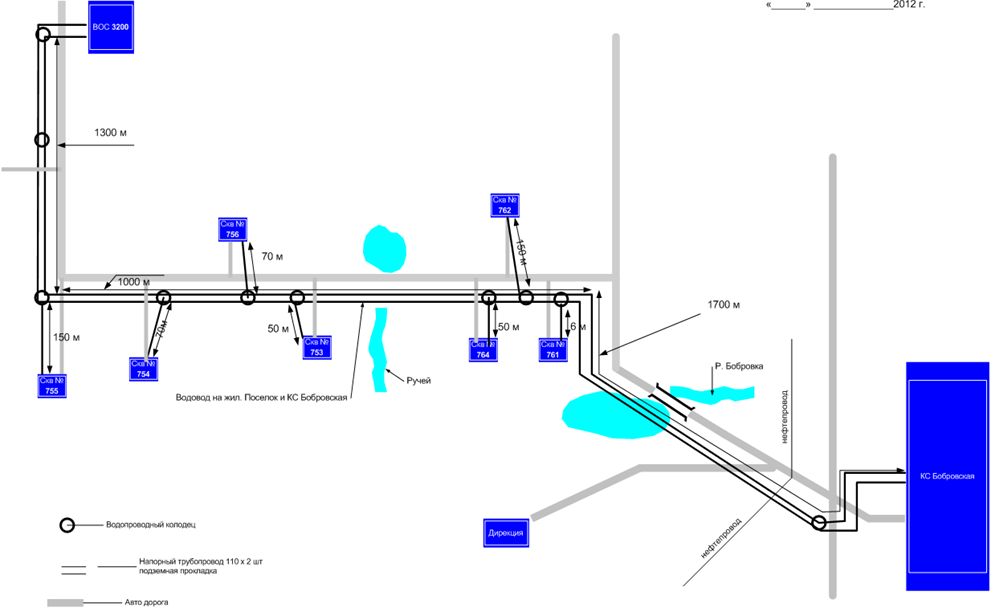 «______» ________________2012 г.
ВОС 3200
1300 м
Скв №
762
Скв №
756
150 м
70 м
1000 м
1700 м
150 м
70м
50 м
50 м
6 м
Скв №
753
Скв №
764
Скв №
761
Скв №
754
Скв №
755
Ручей
Р. Бобровка
Водовод на жил. Поселок и КС Бобровская
нефтепровод
КС Бобровская
нефтепровод
Дирекция
Водопроводный колодец
Напорный трубопровод 110 х 2 шт
подземная прокладка
Авто дорога